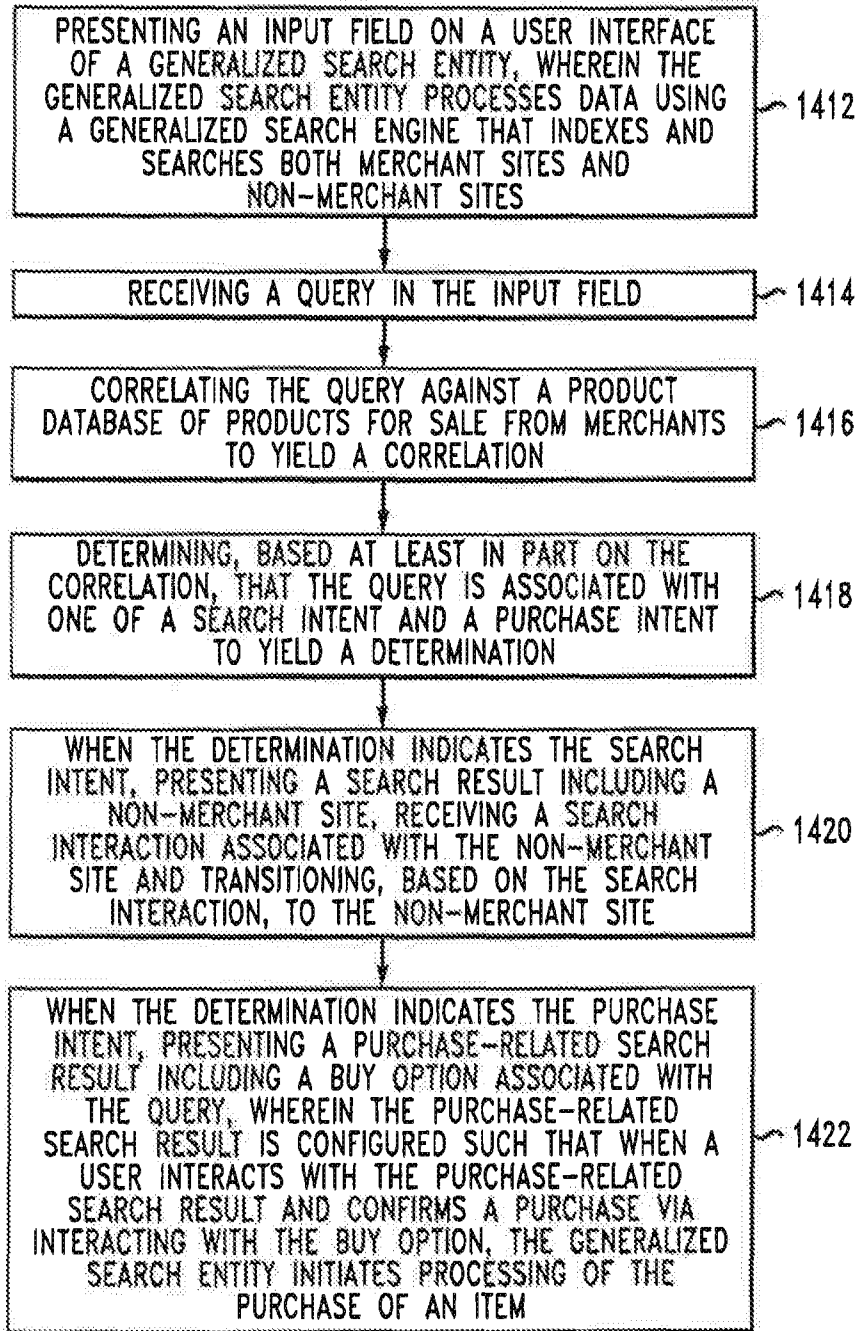 PRESENTING AN INPUT FIELD ON A USER INTERFACE
OF A GENERALIZED SEARCH ENTITY, WHEREIN THE
GENERALIZED SEARCH ENTITY PROCESSES DATA USING
A GENERALIZED SEARCH ENGINE THAT INDEXES AND
SEARCHES BOTH MERCHANT SITES AND
NON-MERCHANT SITES
1412
RECEIVING A QUERY IN THE INPUT FIELD
1414
CORRELATING THE QUERY AGAINST A PRODUCT
DATABASE OF PRODUCTS FOR SALE FROM MERCHANTS
TO YIELD A CORRELATION
1416
DETERMINING, BASED AT LEAST IN PART ON THE
CORRELATION, THAT THE QUERY IS ASSOCIATED WITH
ONE OF A SEARCH INTENT AND A PURCHASE INTENT
TO YIELD A DETERMINATION
1418
WHEN THE DETERMINATION INDICATES THE SEARCH
INTENT, PRESENTING A SEARCH RESULT INCLUDING A
NON-MERCHANT SITE, RECEIVING A SEARCH
INTERACTION ASSOCIATED WITH THE NON-MERCHANT
SITE AND TRANSITIONING, BASED ON THE SEARCH
INTERACTION, TO THE NON-MERCHANT SITE
1420
WHEN THE DETERMINATION INDICATES THE PURCHASE
INTENT, PRESENTING A PURCHASE-RELATED SEARCH
RESULT INCLUDING A BUY OPTION ASSOCIATED WITH
THE QUERY, WHEREIN THE PURCHASE-RELATED
SEARCH RESULT IS CONFIGURED SUCH THAT WHEN A
USER INTERACTS WITH THE PURCHASE-RELATED
SEARCH RESULT AND CONFIRMS A PURCHASE VIA
INTERACTING WITH THE BUY OPTION, THE GENERALIZED
SEARCH ENTITY INITIATES PROCESSING OF THE
PURCHASE OF AN ITEM
1422